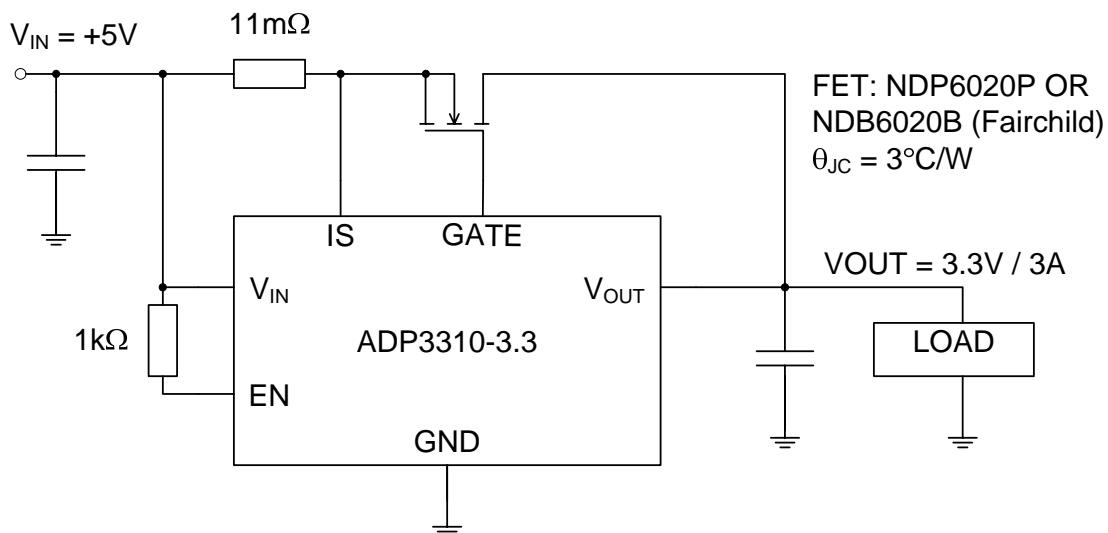 V_IN = +5V
11mΩ
FET: NDP6020P OR
NDB6020B (Fairchild)
θ_JC = 3°C/W
IS
GATE
VOUT = 3.3V / 3A
V_IN
V_OUT
1kΩ
ADP3310-3.3
LOAD
EN
GND